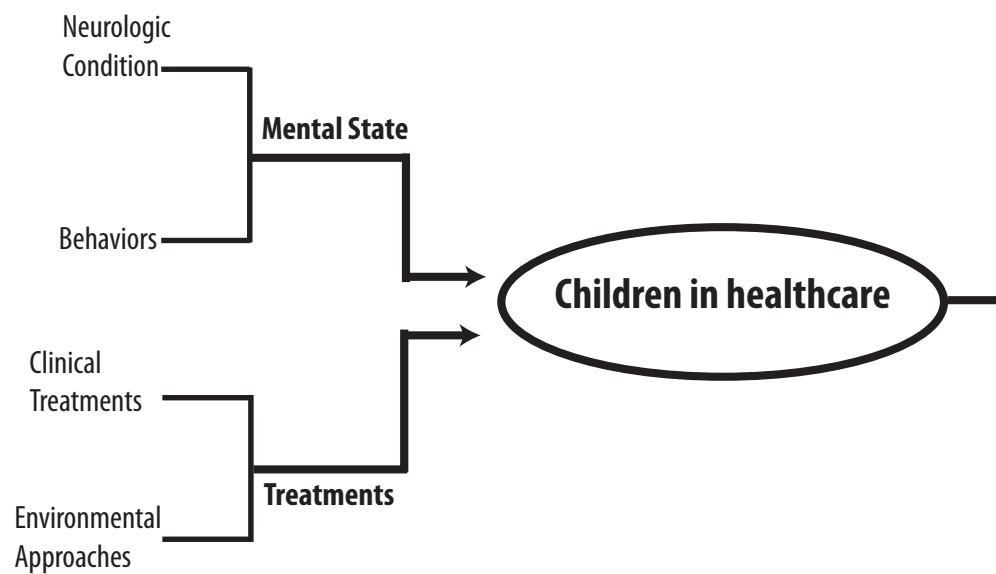 Neurologic
Condition
Mental State
Behaviors
Children in healthcare
Clinical
Treatments
Treatments
Environmental
Approaches